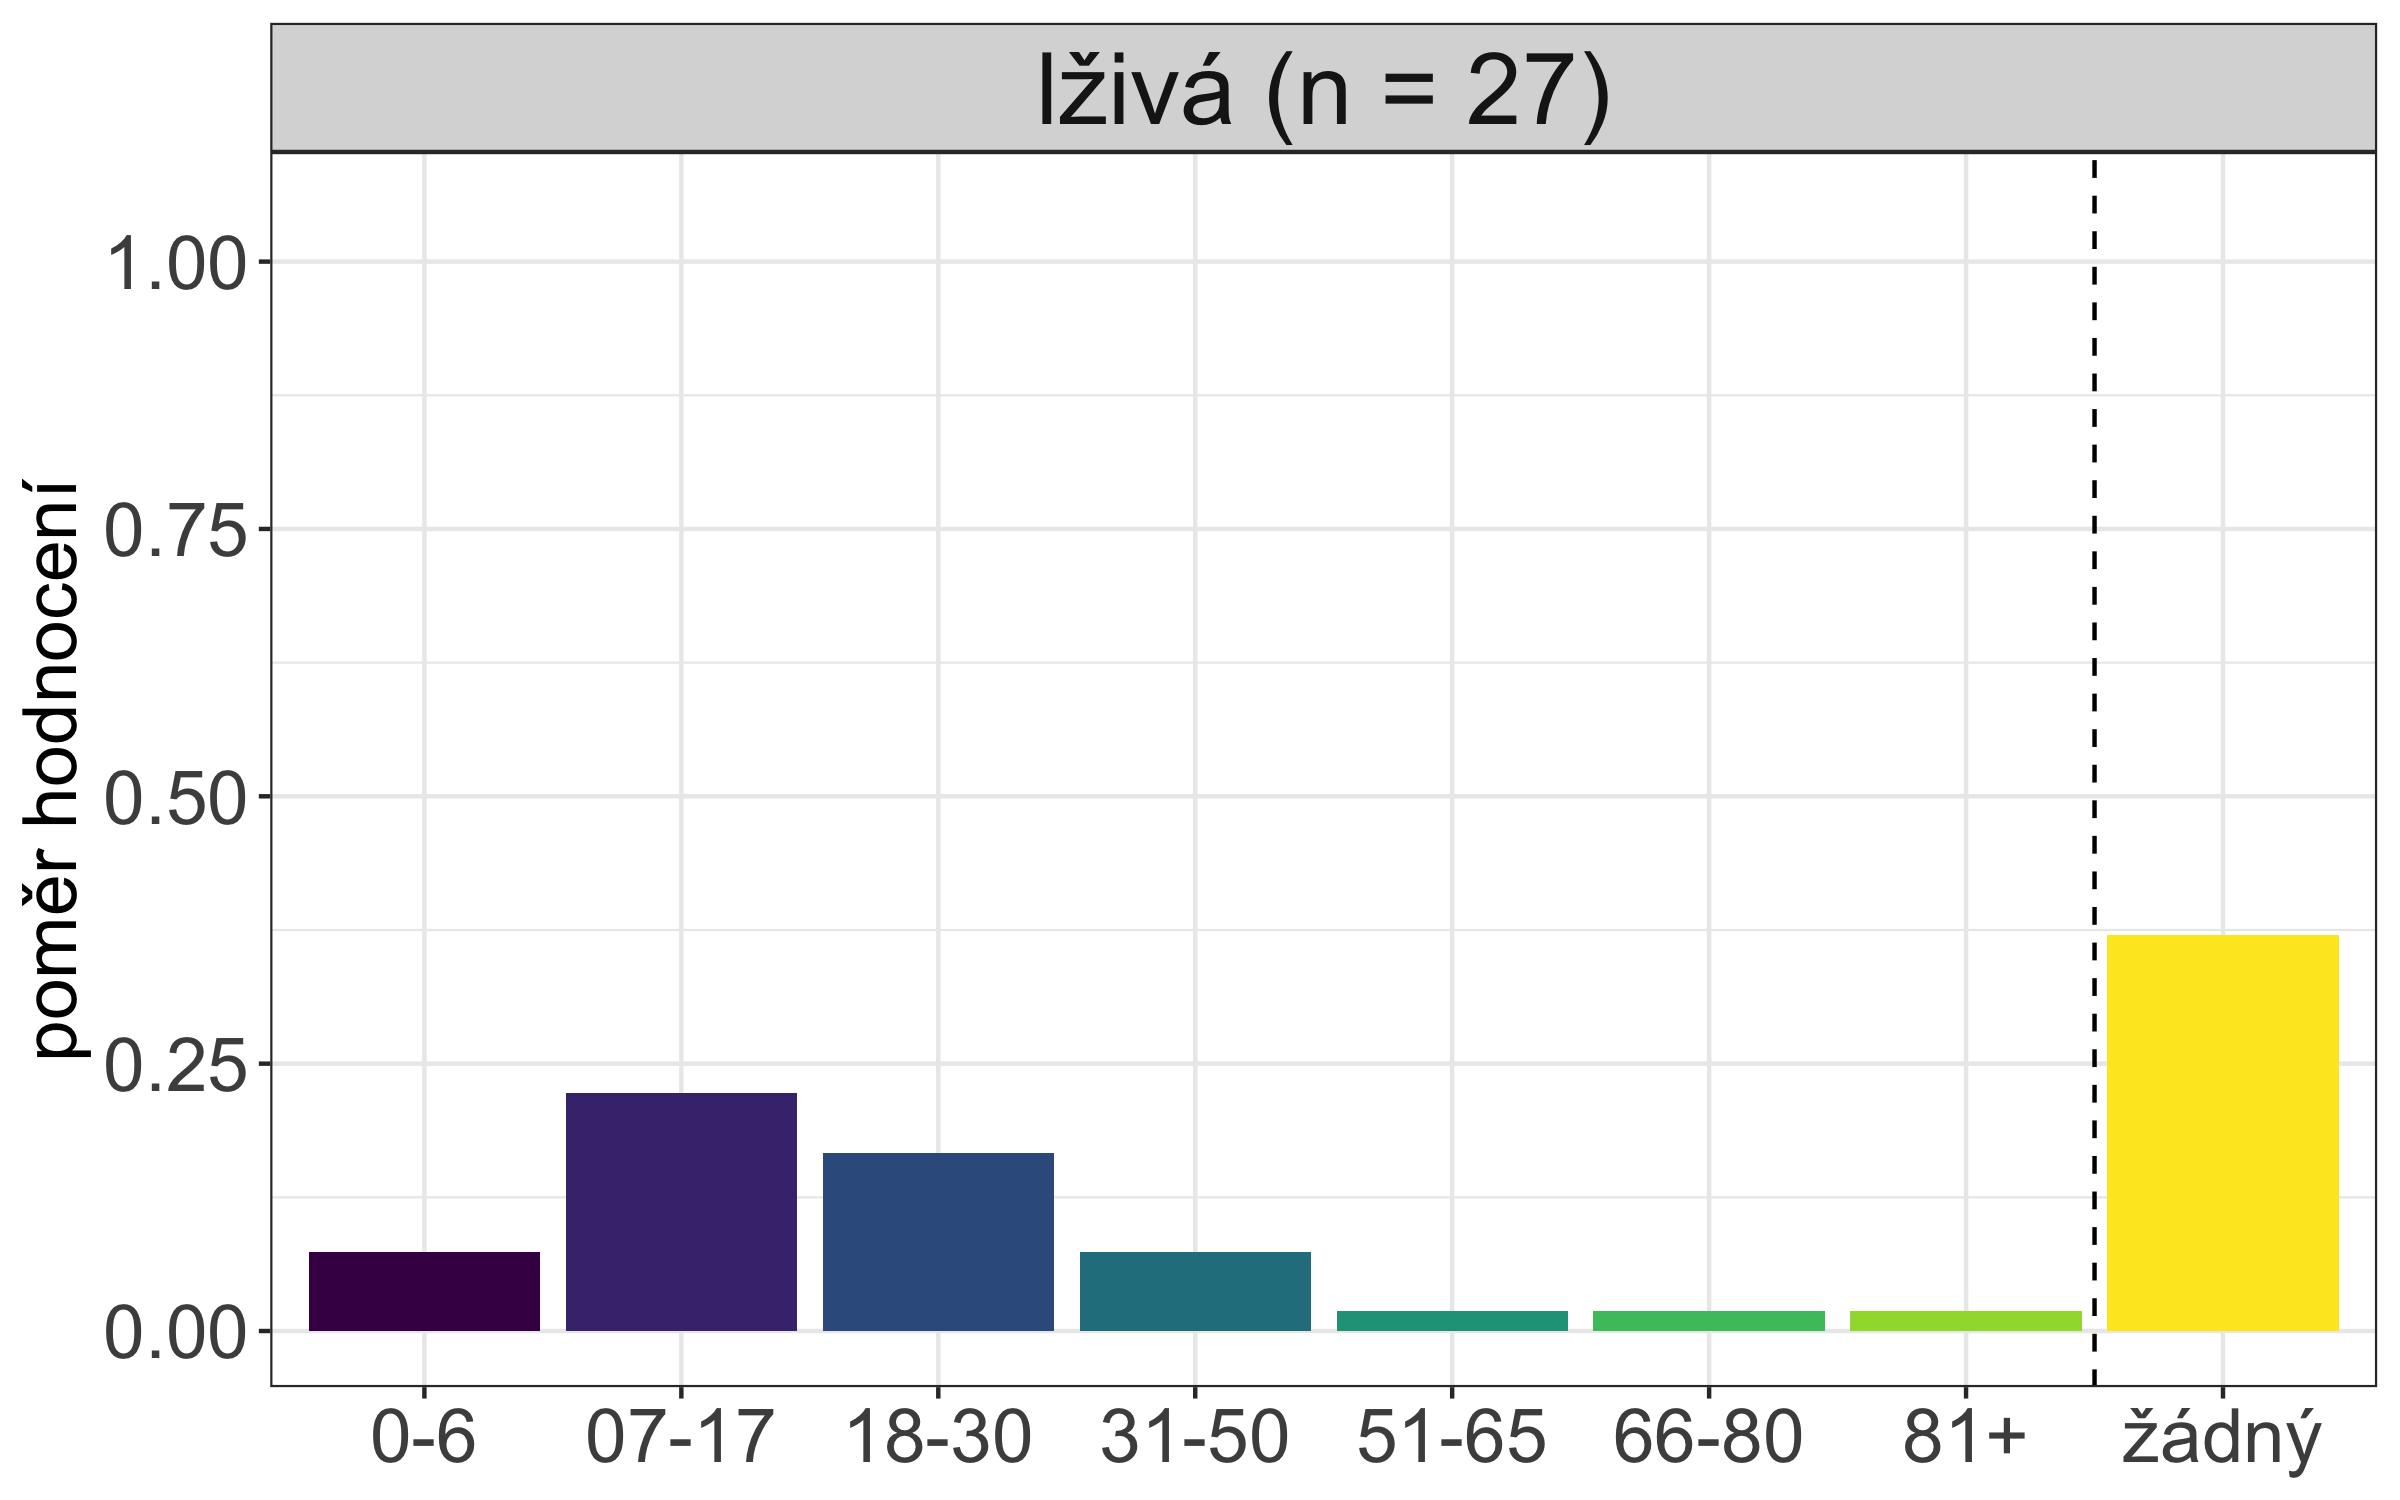 lživá (n = 27)
poměr hodnocení
1.00
0.75
0.50
0.25
0.00
0-6 07-17 18-30 31-50 51-65 66-80 81+ žádný